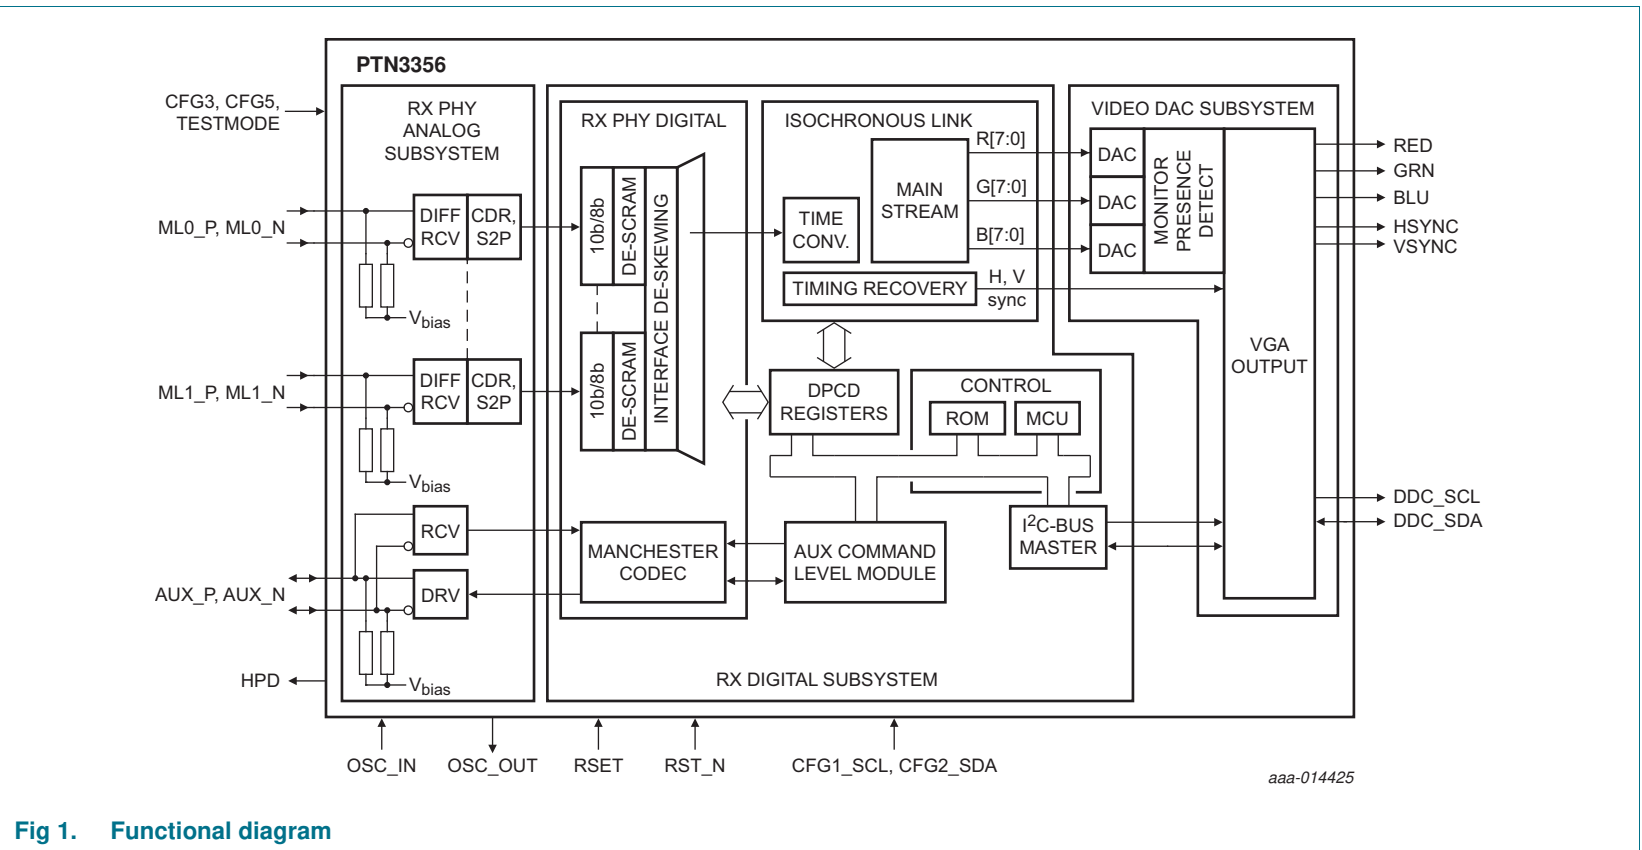 PTN3356
CFG3, CFG5,
TESTMODE
RX PHY
ANALOG
SUBSYSTEM
ML0_P, ML0_N
DIFF
RCV
CDR,
S2P
Vbias
ML1_P, ML1_N
DIFF
RCV
CDR,
S2P
Vbias
RCV
DRV
AUX_P, AUX_N
Vbias
HPD
RX PHY DIGITAL
10b/8b
DE-SCRAM
INTERFACE DE-SKEWING
10b/8b
DE-SCRAM
MANCHESTER
CODEC
ISOCHRONOUS LINK
TIME
CONV.
MAIN
STREAM
R[7:0]
G[7:0]
B[7:0]
TIMING RECOVERY
H, V
sync
DPCD
REGISTERS
CONTROL
ROM
MCU
AUX COMMAND
LEVEL MODULE
I2C-BUS
MASTER
RX DIGITAL SUBSYSTEM
VIDEO DAC SUBSYSTEM
DAC
DAC
DAC
MONITOR
PRESENCE
DETECT
VGA
OUTPUT
RED
GRN
BLU
HSYNC
VSYNC
DDC_SCL
DDC_SDA
OSC_IN
OSC_OUT
RSET
RST_N
CFG1_SCL, CFG2_SDA
aaa-014425
Fig 1. Functional diagram